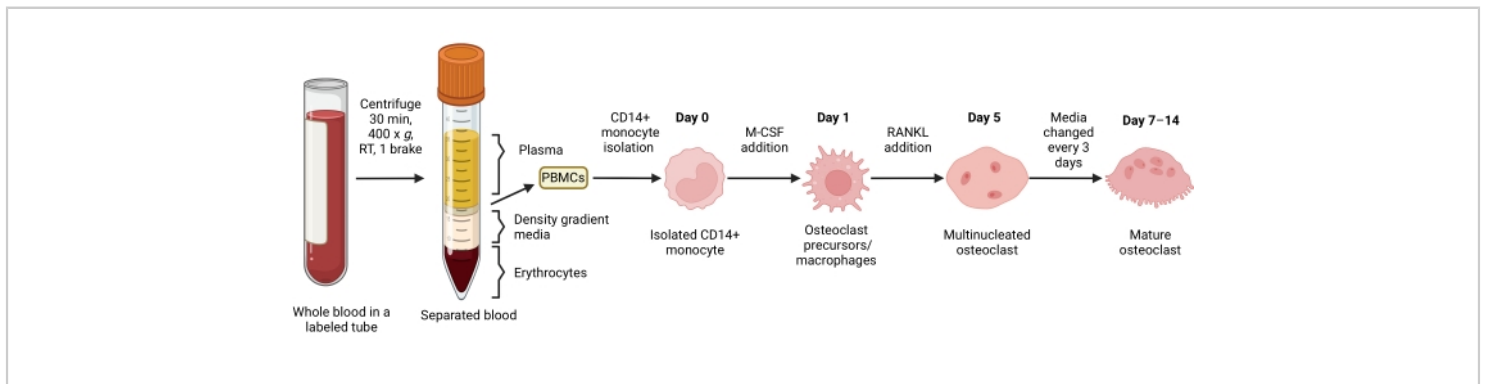 Centrifuge
30 min,
400 x g,
RT, 1 brake
Whole blood in a
labeled tube
Plasma
PBMCs
Density gradient
media
Erythrocytes
Separated blood
CD14+
monocyte
isolation
Day 0
Isolated CD14+
monocyte
M-CSF
addition
Day 1
Osteoclast
precursors/
macrophages
RANKL
addition
Day 5
Multinucleated
osteoclast
Media
changed
every 3
days
Day 7–14
Mature
osteoclast